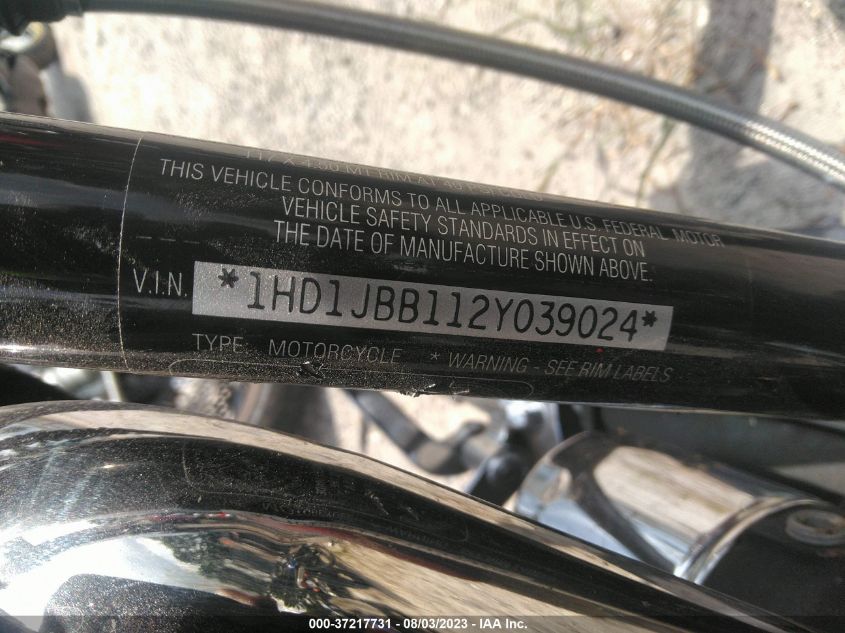 THIS VEHICLE CONFORMS TO ALL APPLICABLE U.S. FEDERAL MOTOR
VEHICLE SAFETY STANDARDS IN EFFECT ON
THE DATE OF MANUFACTURE SHOWN ABOVE.
V.I.N. *1HD1JBB112Y039024*
TYPE: MOTORCYCLE * WARNING - SEE RIM LABELS
000-37217731 - 08/03/2023 - IAA Inc.